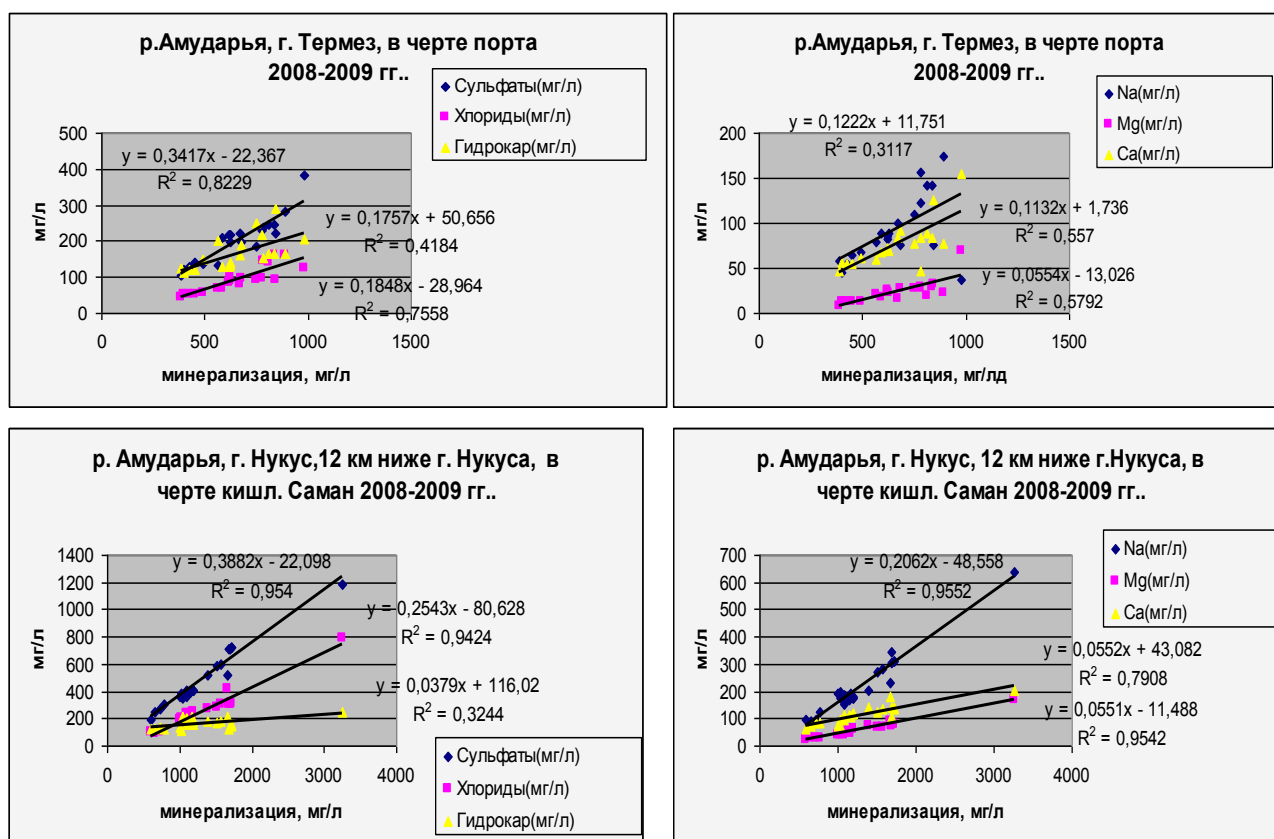 р.Амударья, г. Термез, в черте порта
2008-2009 гг..
Сульфаты(мг/л)
Хлориды(мг/л)
Гидрокар(мг/л)
500
400
300
200
100
0
y = 0,3417x - 22,367
R² = 0,8229
y = 0,1757x + 50,656
R² = 0,4184
y = 0,1848x - 28,964
R² = 0,7558
мг/л
0 500 1000 1500
минерализация, мг/л
р.Амударья, г. Термез, в черте порта
2008-2009 гг..
Na(мг/л)
Mg(мг/л)
Ca(мг/л)
200
150
100
50
0
y = 0,1222x + 11,751
R² = 0,3117
y = 0,1132x + 1,736
R² = 0,557
y = 0,0554x - 13,026
R² = 0,5792
мг/л
0 500 1000 1500
минерализация, мг/лд
р. Амударья, г. Нукус,12 км ниже г. Нукуса, в
черте кишл. Саман 2008-2009 гг..
1400
1200
1000
800
600
400
200
0
y = 0,3882x - 22,098
R² = 0,954
y = 0,2543x - 80,628
R² = 0,9424
y = 0,0379x + 116,02
R² = 0,3244
мг/л
0 1000 2000 3000 4000
Сульфаты(мг/л)
Хлориды(мг/л)
Гидрокар(мг/л)
минерализация, мг/л
р. Амударья, г. Нукус, 12 км ниже г.Нукуса, в
черте кишл. Саман 2008-2009 гг..
Na(мг/л)
Mg(мг/л)
Ca(мг/л)
700
600
500
400
300
200
100
0
y = 0,2062x - 48,558
R² = 0,9552
y = 0,0552x + 43,082
R² = 0,7908
y = 0,0551x - 11,488
R² = 0,9542
мг/л
0 1000 2000 3000 4000
минерализация, мг/л